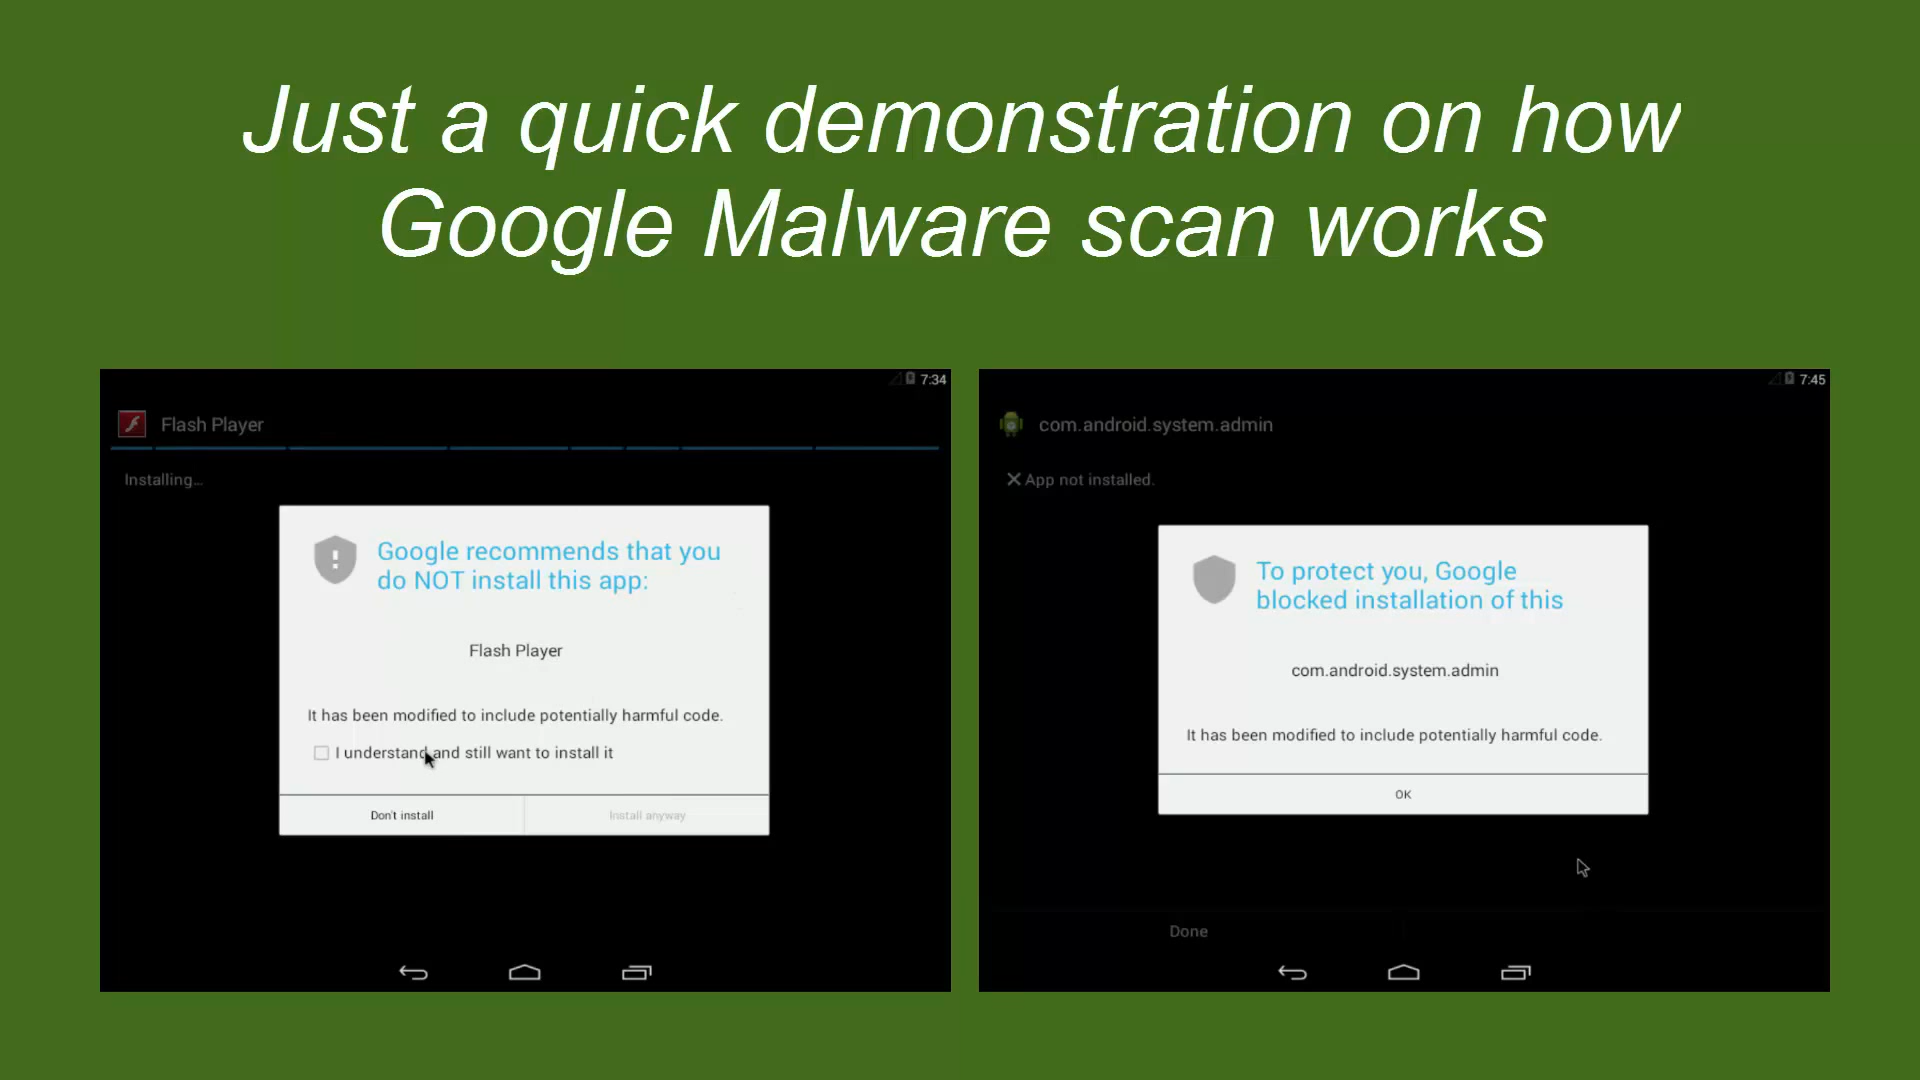 Just a quick demonstration on how
Google Malware scan works
7:34
Flash Player
Installing...
Google recommends that you
do NOT install this app:
Flash Player
It has been modified to include potentially harmful code.
I understand and still want to install it
Don't install
Install anyway
7:45
com.android.system.admin
App not installed.
To protect you, Google
blocked installation of this
com.android.system.admin
It has been modified to include potentially harmful code.
OK
Done